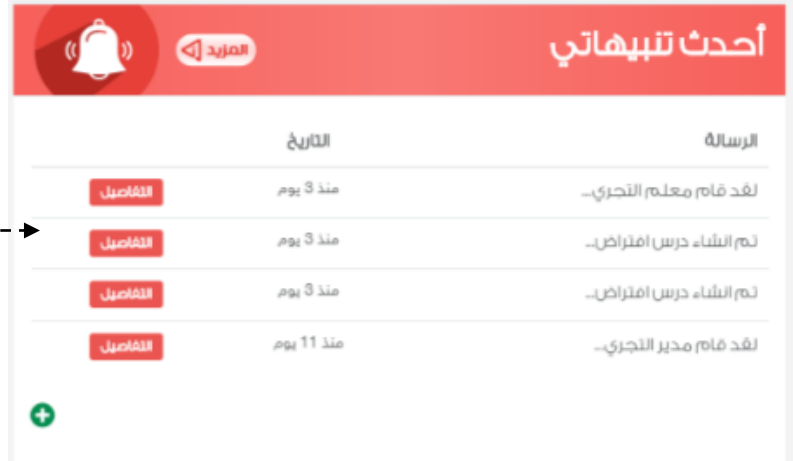 أحدث تنبيهاتي
المزيد
الرسالة التاريخ
لقد قام معلم التجري... منذ 3 يوم التفاصيل
تم انشاء درس افتراض... منذ 3 يوم التفاصيل
تم انشاء درس افتراض... منذ 3 يوم التفاصيل
لقد قام مدير التجري... منذ 11 يوم التفاصيل